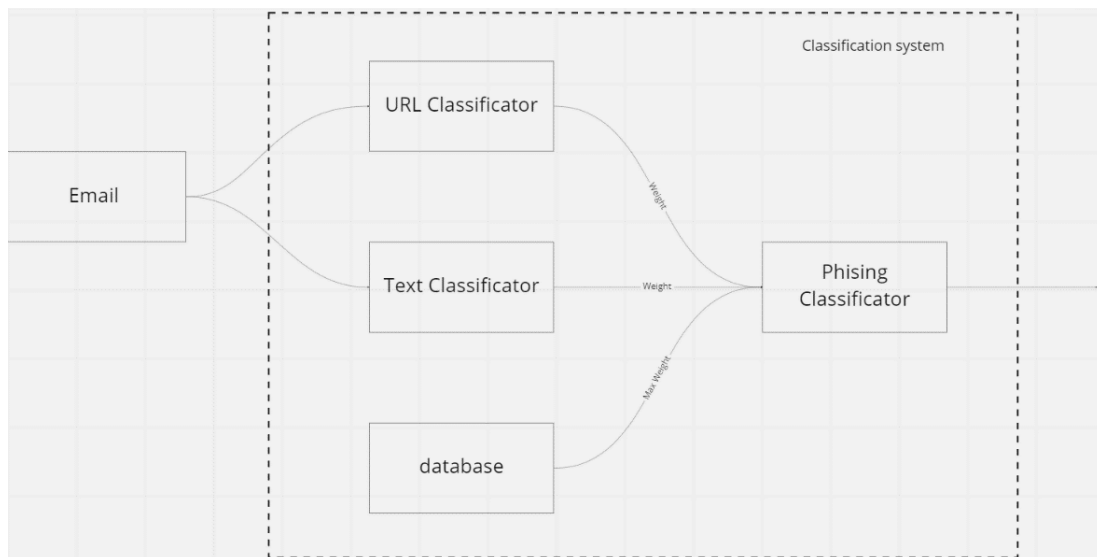 Classification system
URL Classificator
Email
Weight
Text Classificator
Weight
Phising
Classificator
Max Weight
database